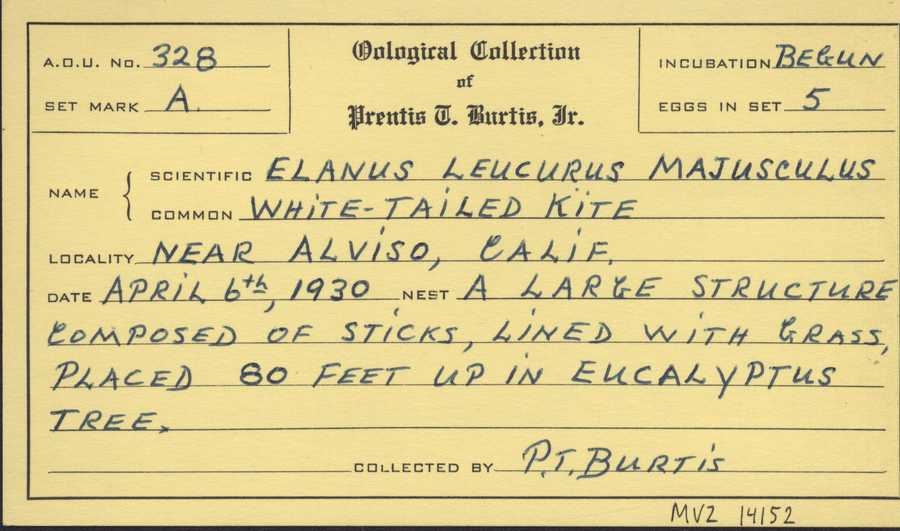 A.O.U. No. 328
SET MARK A.
Oological Collection
of
Prentis T. Burtis, Jr.
INCUBATION BEGUN
EGGS IN SET 5
NAME
SCIENTIFIC ELANUS LEUCURUS MAJUSCULUS
COMMON WHITE-TAILED KITE
LOCALITY NEAR ALVISO, CALIF.
DATE APRIL 6th, 1930 NEST A LARGE STRUCTURE
COMPOSED OF STICKS, LINED WITH GRASS,
PLACED 80 FEET UP IN EUCALYPTUS
TREE.
COLLECTED BY P.T. BURTIS
MVZ 14152